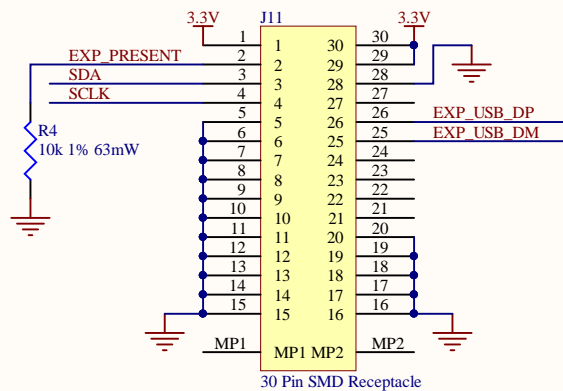 3.3V J11 3.3V
1 1 30 30
EXP_PRESENT 2 2 29 29
SDA 3 3 28 28
SCLK 4 4 27 27
5 5 26 26 EXP_USB_DP
6 6 25 25 EXP_USB_DM
R4
10k 1% 63mW
7 7 24 24
8 8 23 23
9 9 22 22
10 10 21 21
11 11 20 20
12 12 19 19
13 13 18 18
14 14 17 17
15 15 16 16
MP1 MP1 MP2 MP2
30 Pin SMD Receptacle